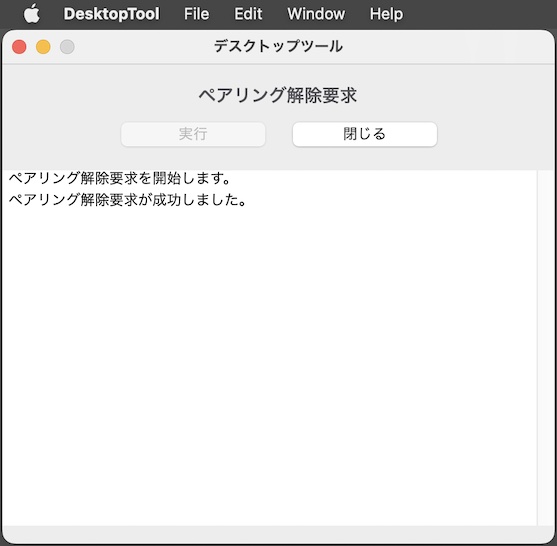 DesktopTool File Edit Window Help
デスクトップツール
ペアリング解除要求
実行 閉じる
ペアリング解除要求を開始します。
ペアリング解除要求が成功しました。